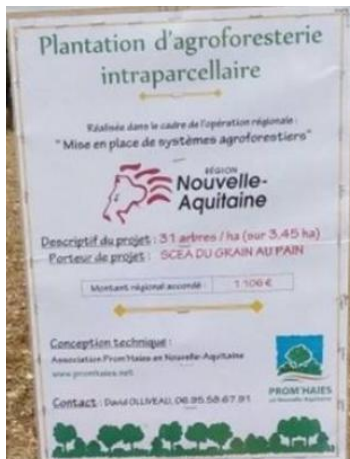 Plantation d'agroforesterie
intraparcellaire
Réalisée dans le cadre de l'opération régionale :
"Mise en place de systèmes agroforestiers"
RÉGION
Nouvelle-
Aquitaine
Descriptif du projet : 31 arbres / ha (sur 3,45 ha)
Porteur de projet : SCEA DU GRAIN AU PAIN
Montant régional accordé : 1 106 €
Conception technique :
Association Prom'Haies en Nouvelle-Aquitaine
www.promhaies.net
PROM'HAIES
en Nouvelle-Aquitaine
Contact : David OLLIVEAU, 06.95.58.67.91